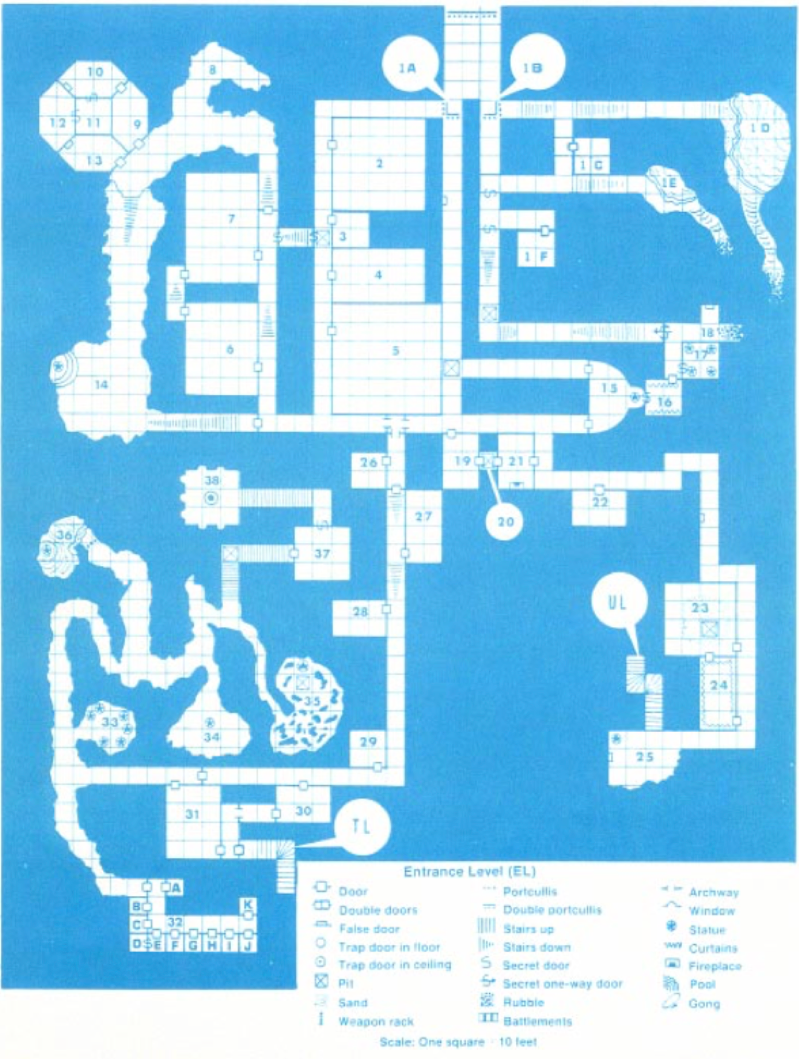 1A
1B
8
10
12
11
9
13
1D
2
1C
1E
7
3
4
1F
6
5
18
17
14
15
16
26
19
21
38
27
20
22
36
37
28
UL
23
24
35
33
34
29
25
31
30
TL
A
B
K
C
32
D
E
F
G
H
I
J
Entrance Level (EL)
Door
Double doors
False door
Trap door in floor
Trap door in ceiling
Pit
Sand
Weapon rack
Portcullis
Double portcullis
Stairs up
Stairs down
Secret door
Secret one-way door
Rubble
Battlements
Archway
Window
Statue
Curtains
Fireplace
Pool
Gong
Scale: One square - 10 feet